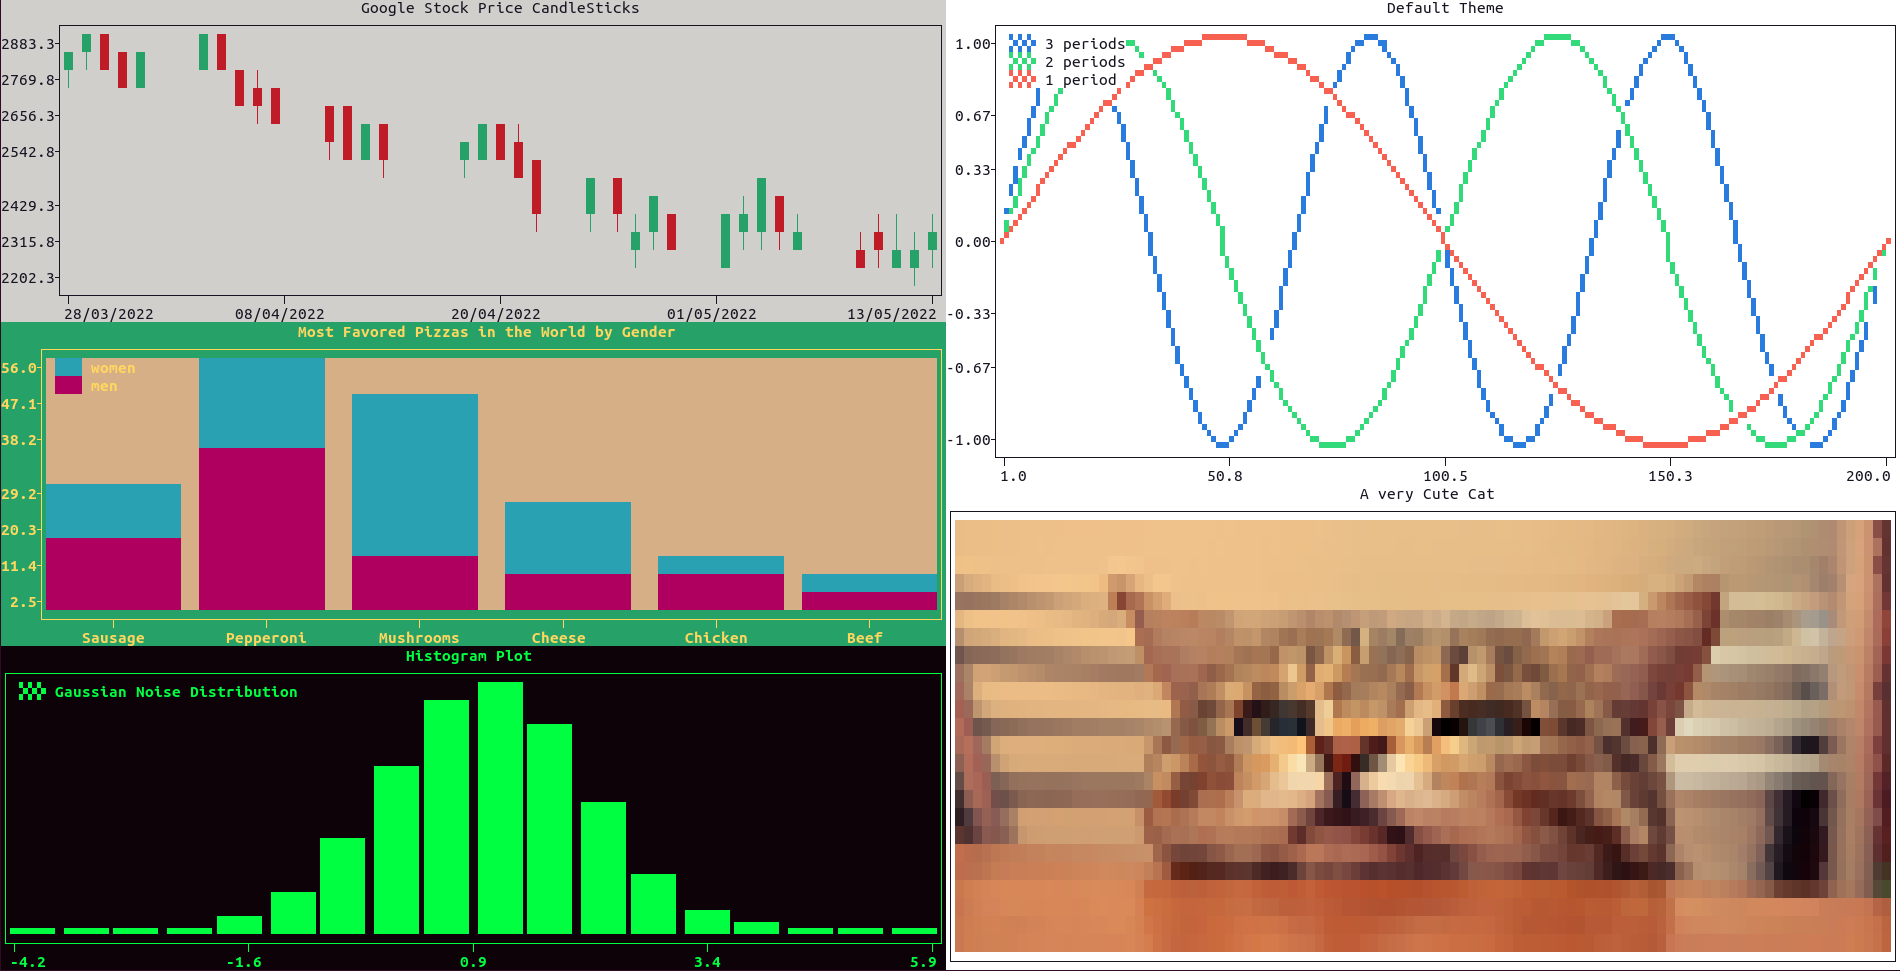 Google Stock Price CandleSticks
2883.3
2769.8
2656.3
2542.8
2429.3
2315.8
2202.3
28/03/2022 08/04/2022 20/04/2022 01/05/2022 13/05/2022
Most Favored Pizzas in the World by Gender
women
men
56.0
47.1
38.2
29.2
20.3
11.4
2.5
Sausage Pepperoni Mushrooms Cheese Chicken Beef
Histogram Plot
Gaussian Noise Distribution
-4.2 -1.6 0.9 3.4 5.9
Default Theme
3 periods
2 periods
1 period
1.00
0.67
0.33
0.00
-0.33
-0.67
-1.00
1.0 50.8 100.5 150.3 200.0
A very Cute Cat